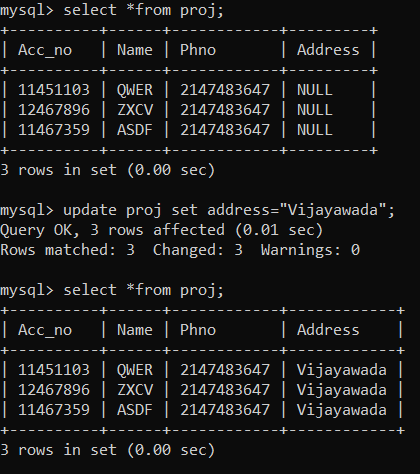 mysql> select *from proj;
+----------+------+------------+---------+
| Acc_no   | Name | Phno       | Address |
+----------+------+------------+---------+
| 11451103 | QWER | 2147483647 | NULL    |
| 12467896 | ZXCV | 2147483647 | NULL    |
| 11467359 | ASDF | 2147483647 | NULL    |
+----------+------+------------+---------+
3 rows in set (0.00 sec)

mysql> update proj set address="Vijayawada";
Query OK, 3 rows affected (0.01 sec)
Rows matched: 3  Changed: 3  Warnings: 0

mysql> select *from proj;
+----------+------+------------+------------+
| Acc_no   | Name | Phno       | Address    |
+----------+------+------------+------------+
| 11451103 | QWER | 2147483647 | Vijayawada |
| 12467896 | ZXCV | 2147483647 | Vijayawada |
| 11467359 | ASDF | 2147483647 | Vijayawada |
+----------+------+------------+------------+
3 rows in set (0.00 sec)